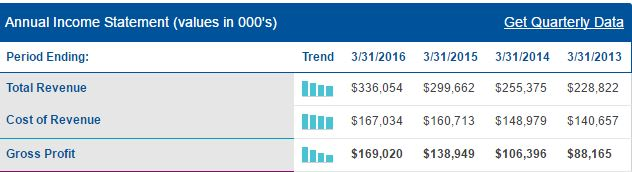 Annual Income Statement (values in 000's) Get Quarterly Data
Period Ending: Trend 3/31/2016 3/31/2015 3/31/2014 3/31/2013
Total Revenue $336,054 $299,662 $255,375 $228,822
Cost of Revenue $167,034 $160,713 $148,979 $140,657
Gross Profit $169,020 $138,949 $106,396 $88,165